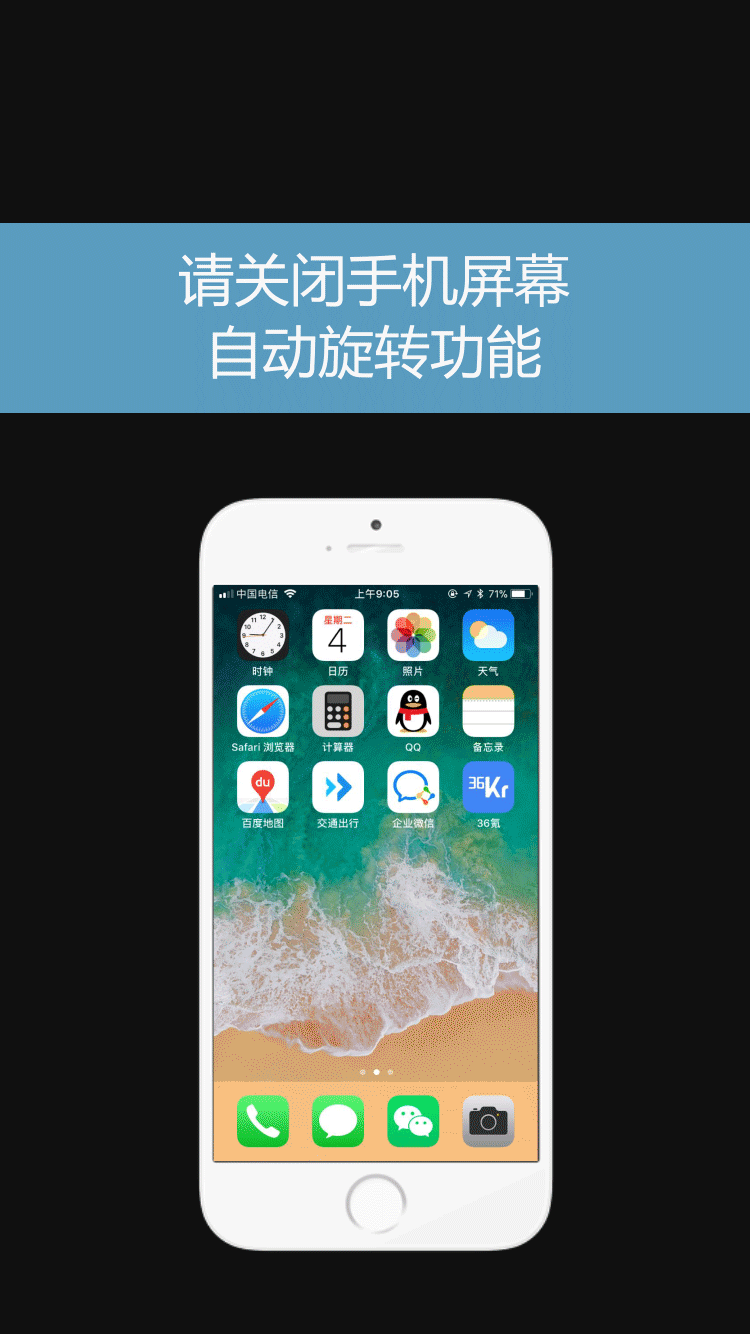 请关闭手机屏幕
自动旋转功能
中国电信 上午9:05 71%
星期二
4
时钟 日历 照片 天气
Safari 浏览器 计算器 QQ 备忘录
du
36Kr
百度地图 交通出行 企业微信 36氪